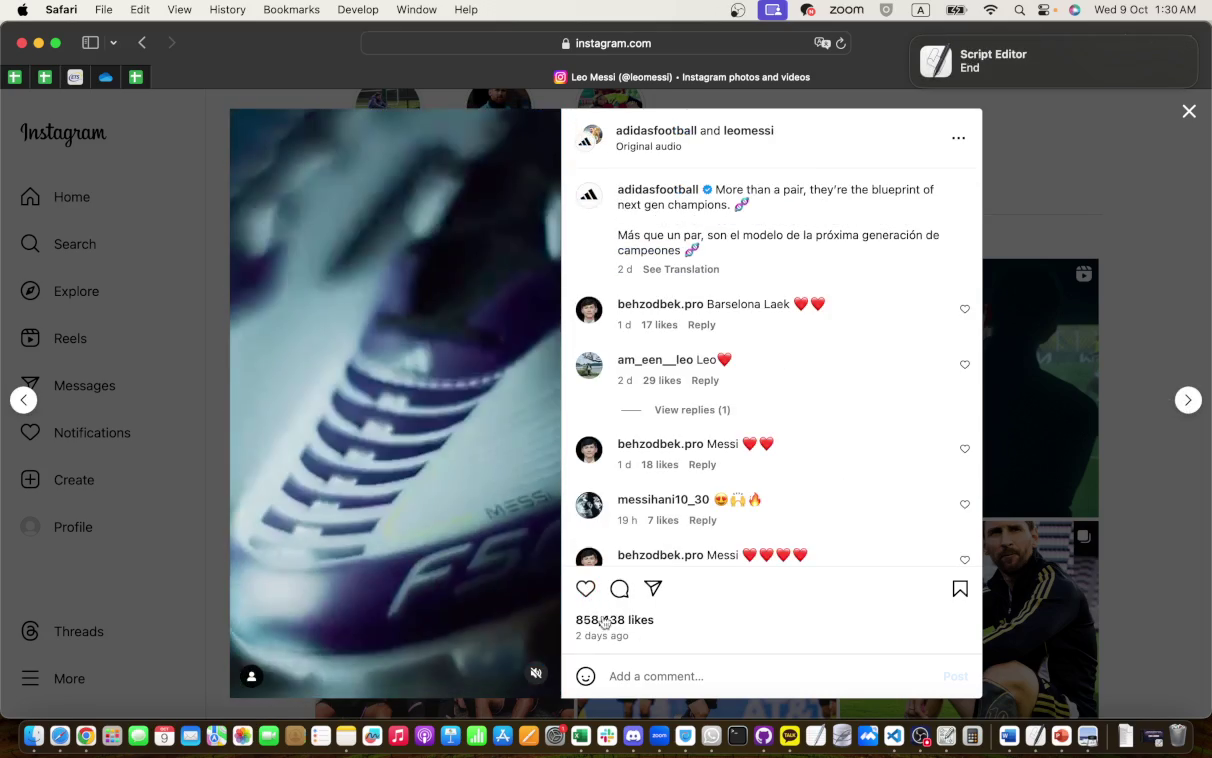 Safari File Edit View History Bookmarks Develop Window Help
Wed 9 Oct 1:30 AM
instagram.com
Script Editor
End
Leo Messi (@leomessi) • Instagram photos and videos
Instagram
Home
Search
Explore
Reels
Messages
Notifications
Create
Profile
Threads
More
MESSI
F50
adidasfootball and leomessi
Original audio
adidasfootball More than a pair, they're the blueprint of
next gen champions. 🧬
Más que un par, son el modelo de la próxima generación de
campeones 🧬
2 d See Translation
behzodbek.pro Barselona Laek ❤️❤️
1 d 17 likes Reply
am_een__leo Leo❤️
2 d 29 likes Reply
View replies (1)
behzodbek.pro Messi ❤️❤️
1 d 18 likes Reply
messihani10_30 😍🙌🔥
19 h 7 likes Reply
behzodbek.pro Messi ❤️❤️❤️❤️
likes
2 days ago
Add a comment...
Post